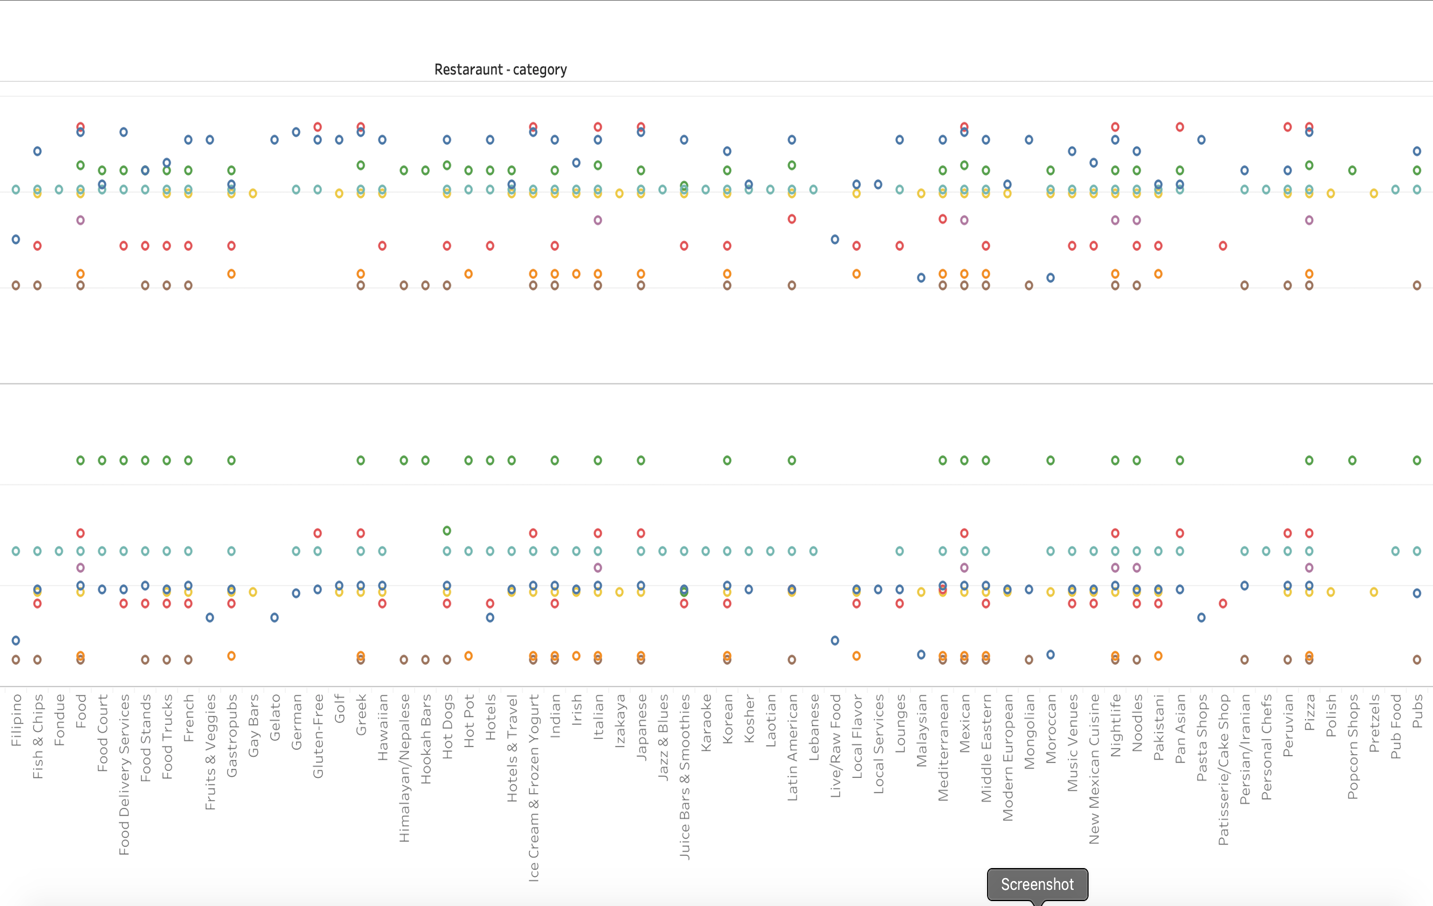 Restaraunt - category
Filipino
Fish & Chips
Fondue
Food
Food Court
Food Delivery Services
Food Stands
Food Trucks
French
Fruits & Veggies
Gastropubs
Gay Bars
Gelato
German
Gluten-Free
Golf
Greek
Hawaiian
Himalayan/Nepalese
Hookah Bars
Hot Dogs
Hot Pot
Hotels
Hotels & Travel
Ice Cream & Frozen Yogurt
Indian
Irish
Italian
Izakaya
Japanese
Jazz & Blues
Juice Bars & Smoothies
Karaoke
Korean
Kosher
Laotian
Latin American
Lebanese
Live/Raw Food
Local Flavor
Local Services
Lounges
Malaysian
Mediterranean
Mexican
Middle Eastern
Modern European
Mongolian
Moroccan
Music Venues
New Mexican Cuisine
Nightlife
Noodles
Pakistani
Pan Asian
Pasta Shops
Patisserie/Cake Shop
Persian/Iranian
Personal Chefs
Peruvian
Pizza
Polish
Popcorn Shops
Pretzels
Pub Food
Pubs
Screenshot